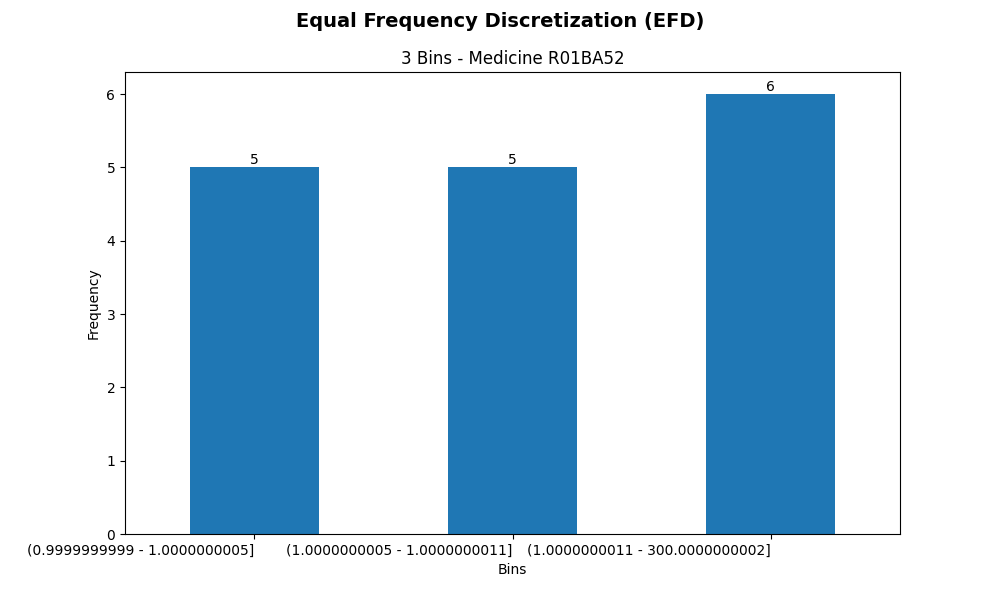 Equal Frequency Discretization (EFD)
3 Bins - Medicine R01BA52
6
5
4
3
2
1
0
Frequency
5
5
6
(0.9999999999 - 1.0000000005]
(1.0000000005 - 1.0000000011]
(1.0000000011 - 300.0000000002]
Bins